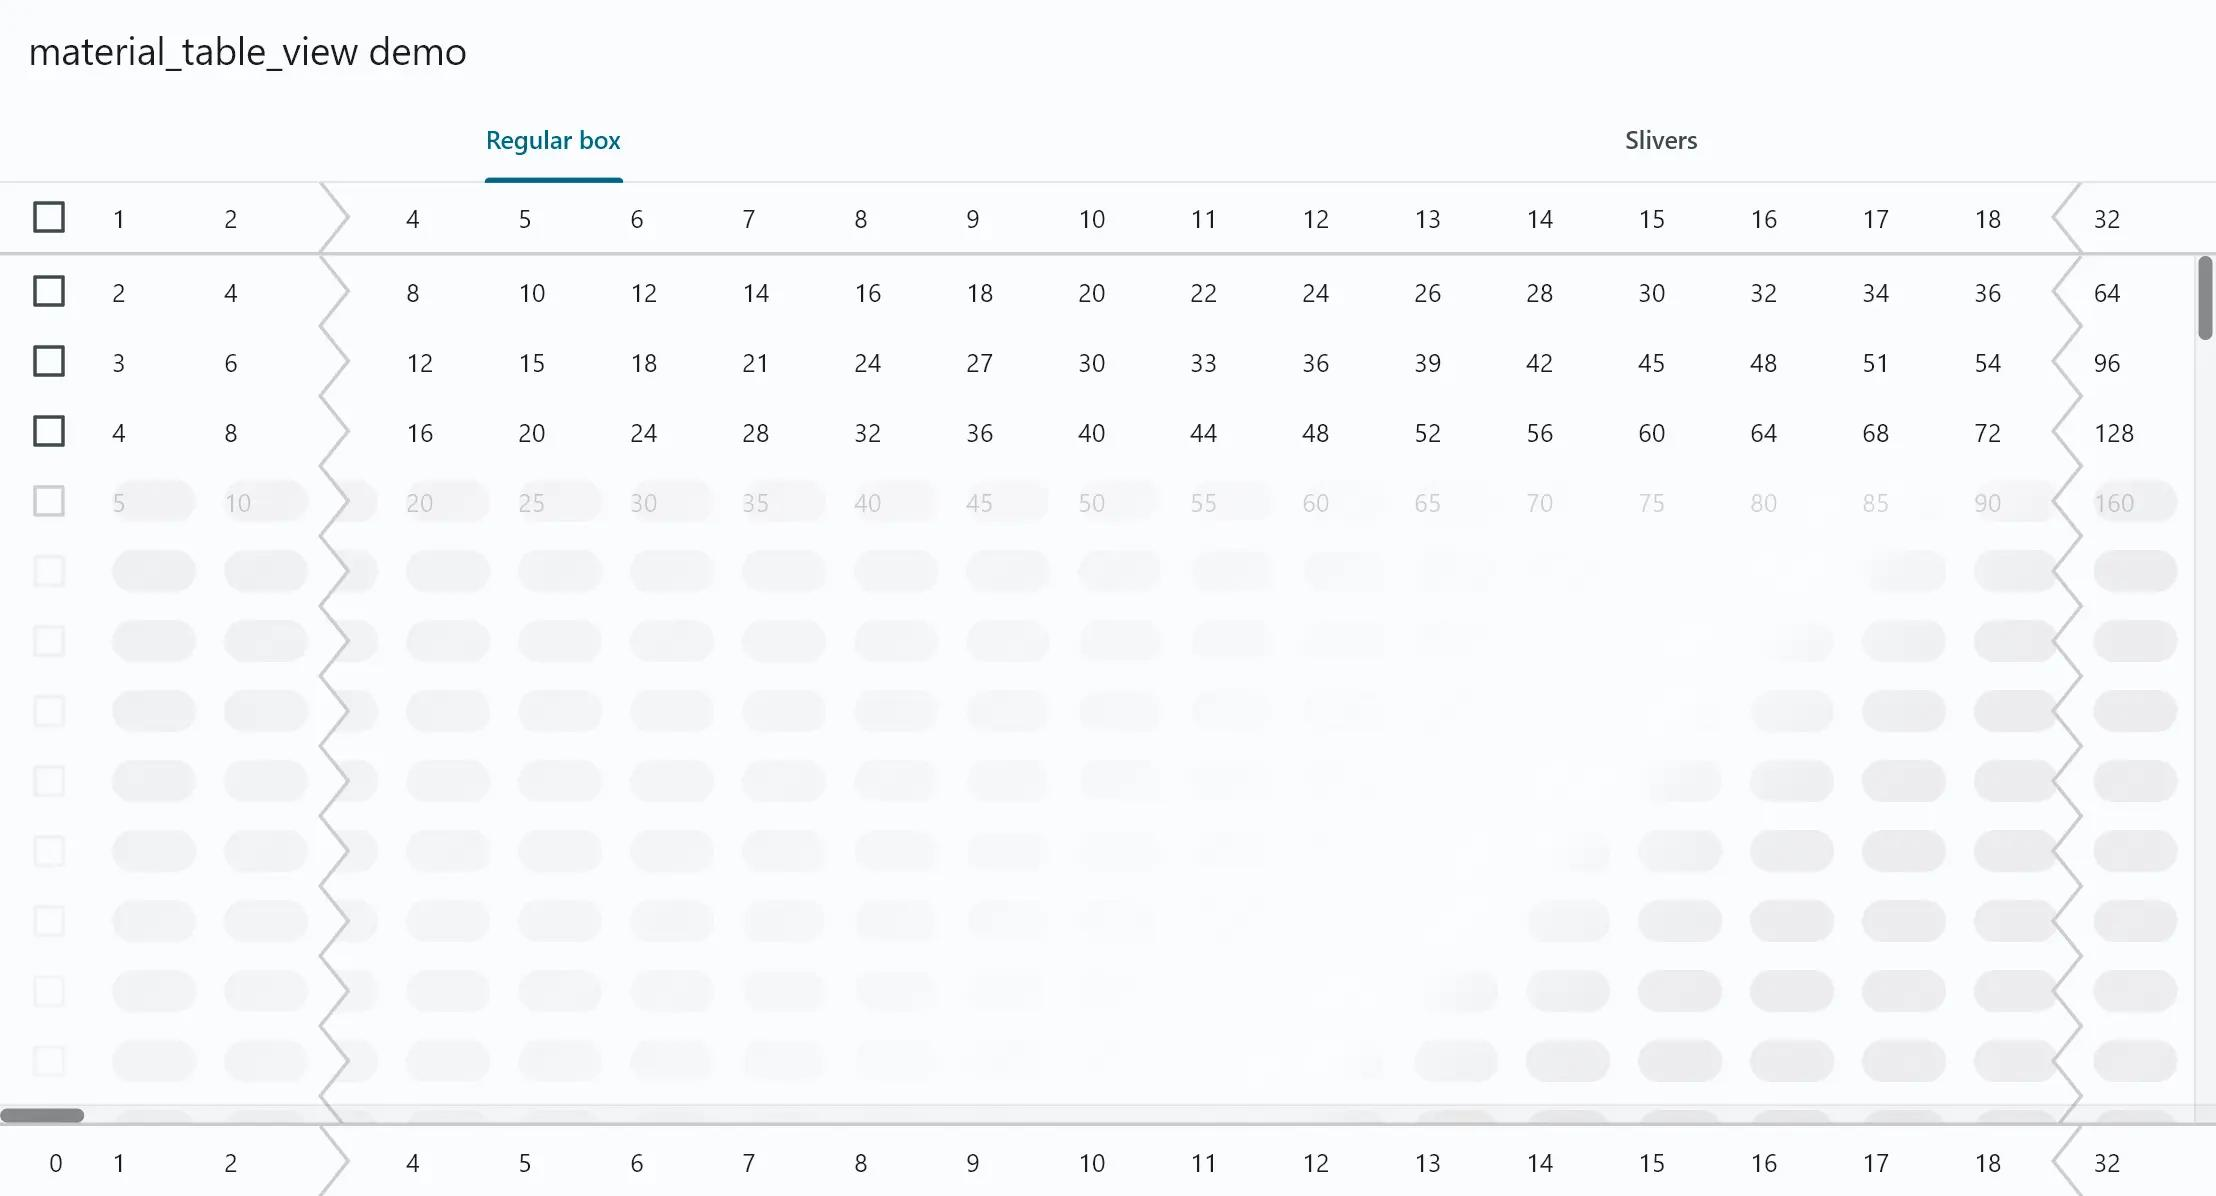 material_table_view demo
Regular box Slivers
1 2 4 5 6 7 8 9 10 11 12 13 14 15 16 17 18 32
2 4 8 10 12 14 16 18 20 22 24 26 28 30 32 34 36 64
3 6 12 15 18 21 24 27 30 33 36 39 42 45 48 51 54 96
4 8 16 20 24 28 32 36 40 44 48 52 56 60 64 68 72 128
5 10 20 25 30 35 40 45 50 55 60 65 70 75 80 85 90 160
0 1 2 4 5 6 7 8 9 10 11 12 13 14 15 16 17 18 32